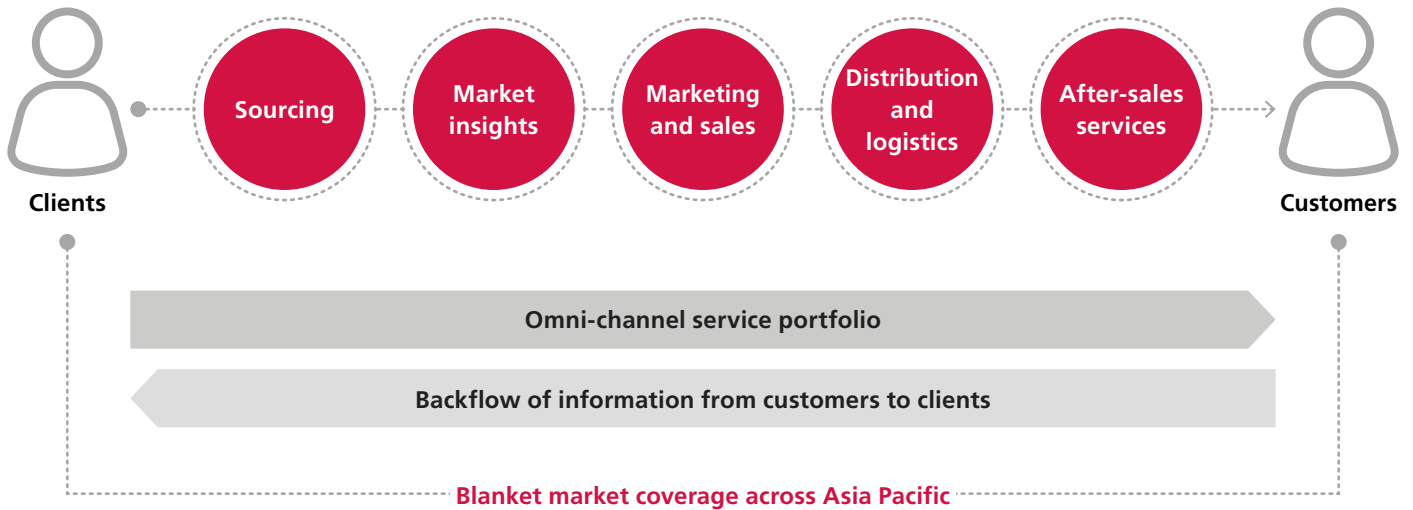 Sourcing
Market
insights
Marketing
and sales
Distribution
and
logistics
After-sales
services
Clients
Customers
Omni-channel service portfolio
Backflow of information from customers to clients
Blanket market coverage across Asia Pacific